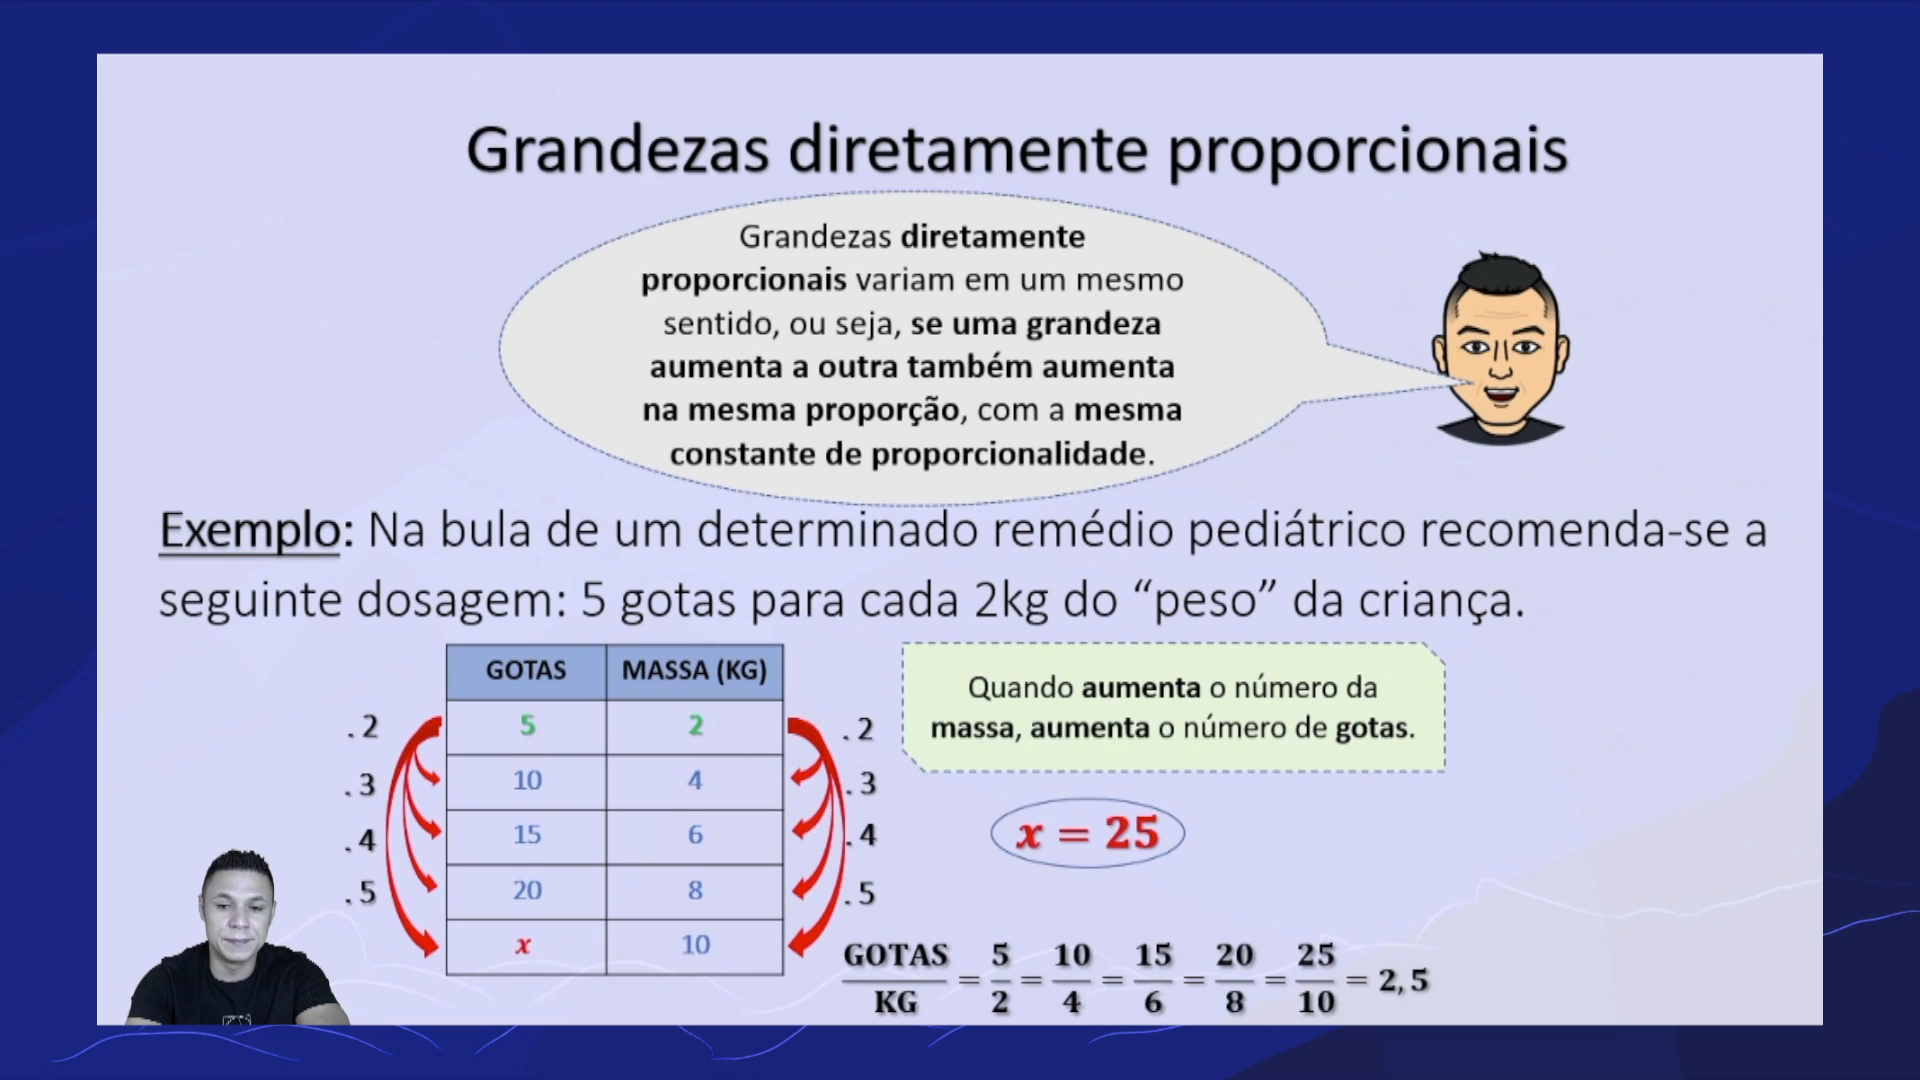 Grandezas diretamente proporcionais
Grandezas diretamente
proporcionais variam em um mesmo
sentido, ou seja, se uma grandeza
aumenta a outra também aumenta
na mesma proporção, com a mesma
constante de proporcionalidade.
Exemplo: Na bula de um determinado remédio pediátrico recomenda-se a
seguinte dosagem: 5 gotas para cada 2kg do “peso” da criança.
GOTAS MASSA (KG)
. 2 5 2 . 2
. 3 10 4 . 3
. 4 15 6 . 4
. 5 20 8 . 5
x 10
Quando aumenta o número da
massa, aumenta o número de gotas.
x = 25
GOTAS/KG = 5/2 = 10/4 = 15/6 = 20/8 = 25/10 = 2,5